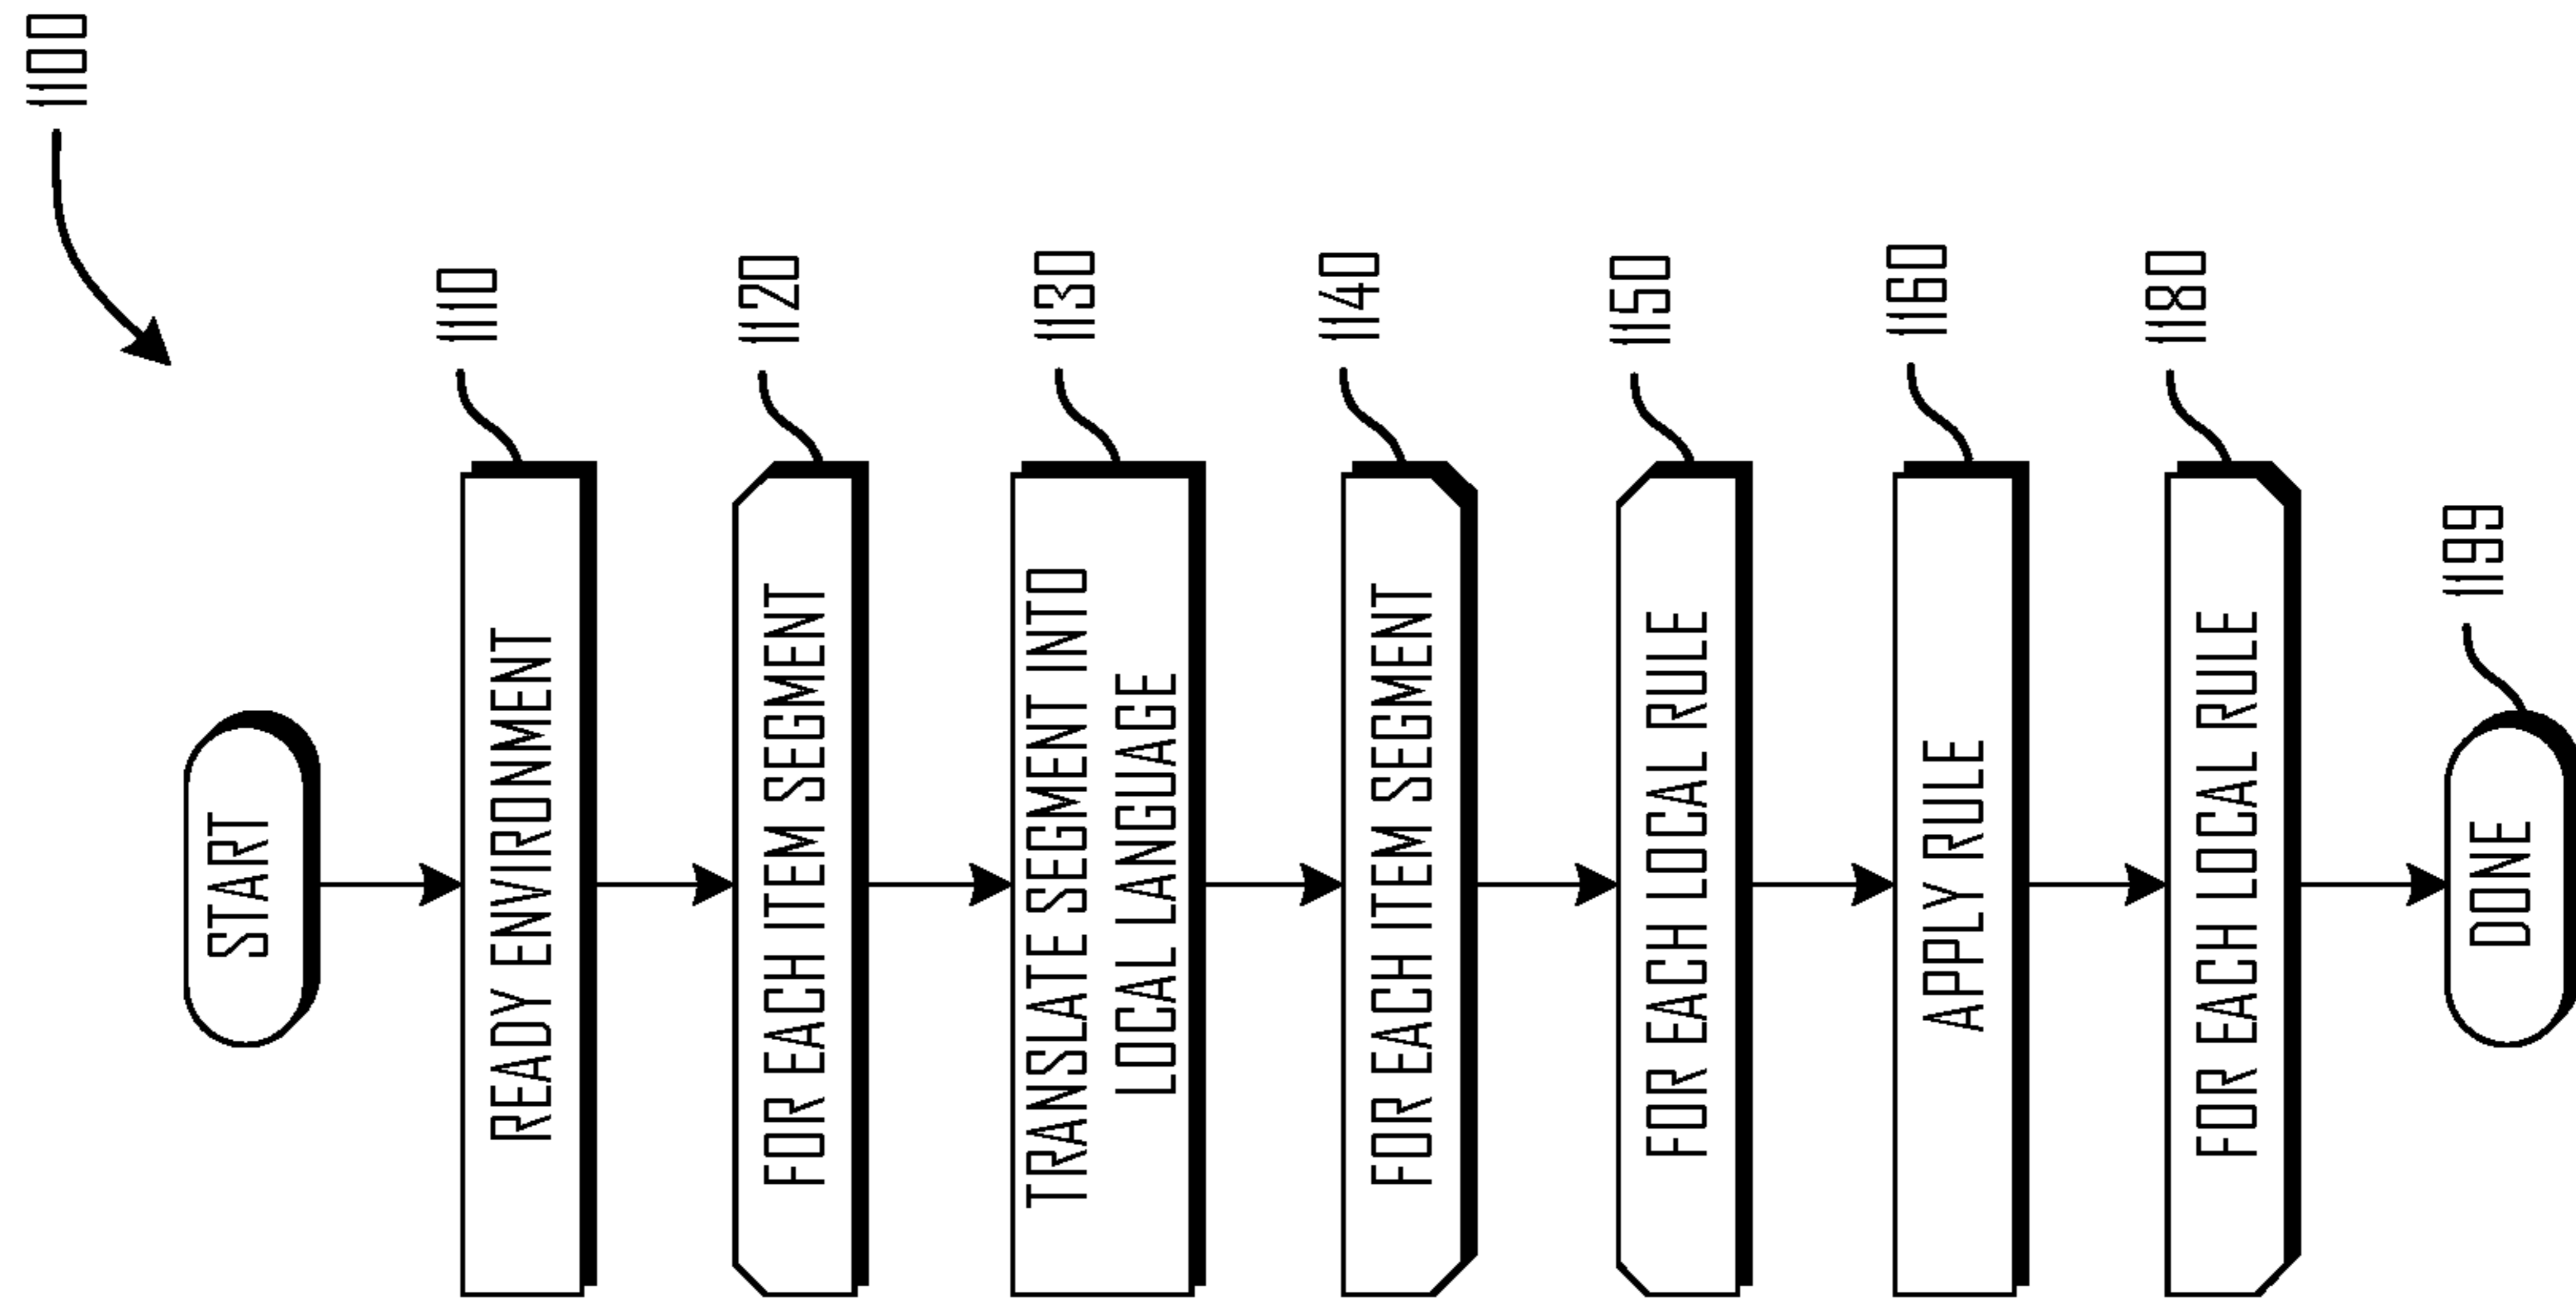 1100
START
READY ENVIRONMENT
1110
FOR EACH ITEM SEGMENT
1120
TRANSLATE SEGMENT INTO
LOCAL LANGUAGE
1130
FOR EACH ITEM SEGMENT
1140
FOR EACH LOCAL RULE
1150
APPLY RULE
1160
FOR EACH LOCAL RULE
1180
DONE
1199